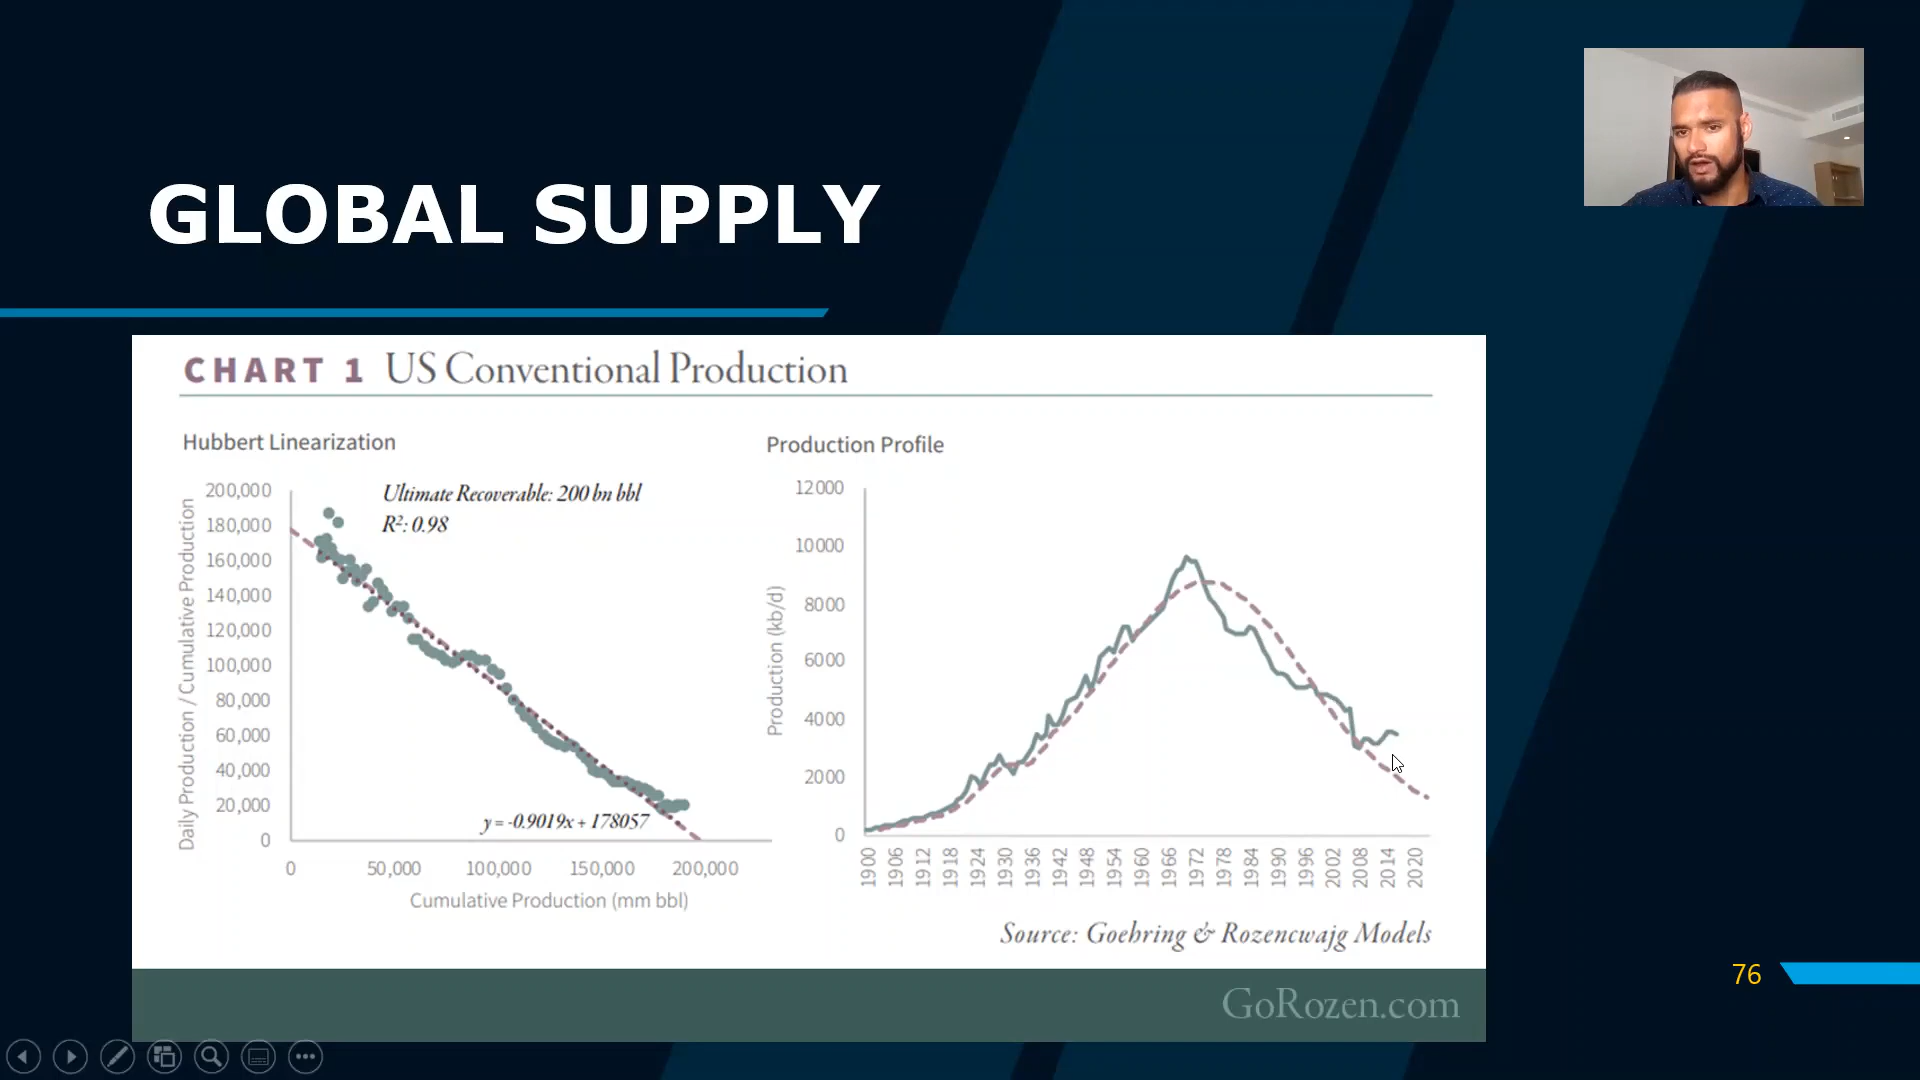 GLOBAL SUPPLY
CHART 1 US Conventional Production
Hubbert Linearization
Daily Production / Cumulative Production
200,000
180,000
160,000
140,000
120,000
100,000
80,000
60,000
40,000
20,000
0
Ultimate Recoverable: 200 bn bbl
R²: 0.98
y = -0.9019x + 178057
0 50,000 100,000 150,000 200,000
Cumulative Production (mm bbl)
Production Profile
Production (kb/d)
12000
10000
8000
6000
4000
2000
0
1900 1906 1912 1918 1924 1930 1936 1942 1948 1954 1960 1966 1972 1978 1984 1990 1996 2002 2008 2014 2020
Source: Goehring & Rozencwajg Models
GoRozen.com
76